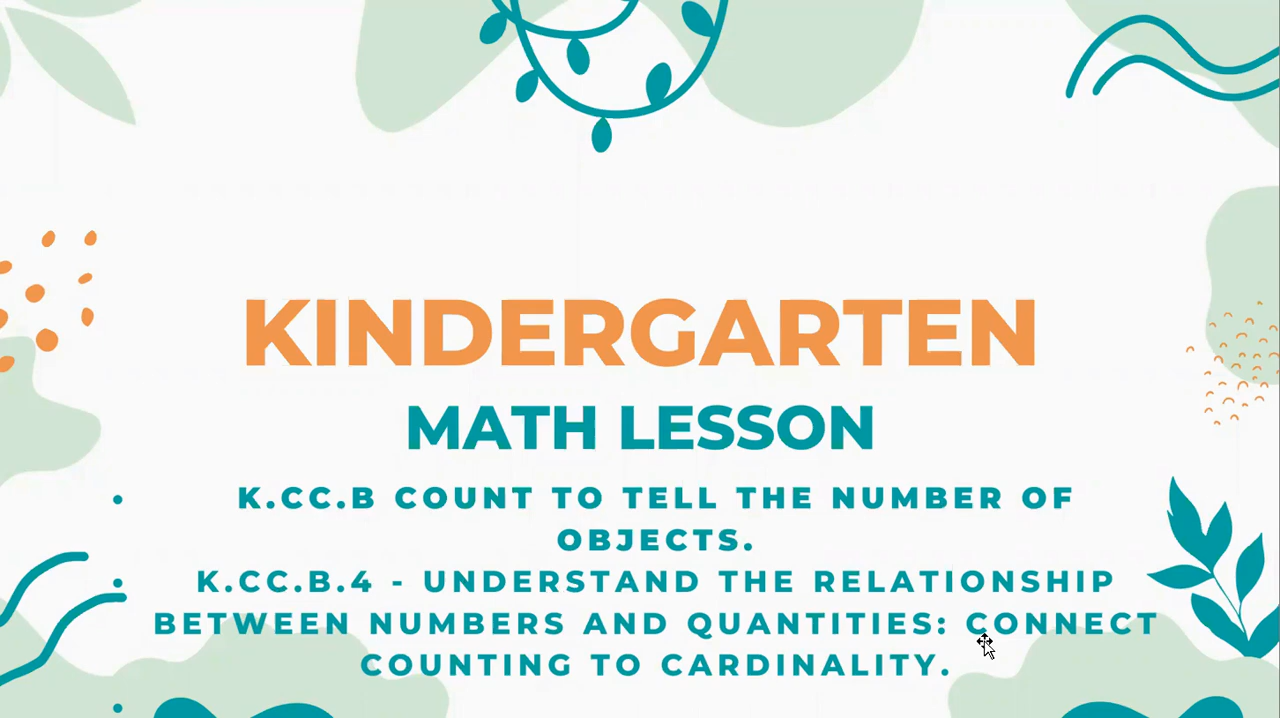 KINDERGARTEN
MATH LESSON
• K.CC.B COUNT TO TELL THE NUMBER OF
OBJECTS.
• K.CC.B.4 - UNDERSTAND THE RELATIONSHIP
BETWEEN NUMBERS AND QUANTITIES: CONNECT
COUNTING TO CARDINALITY.